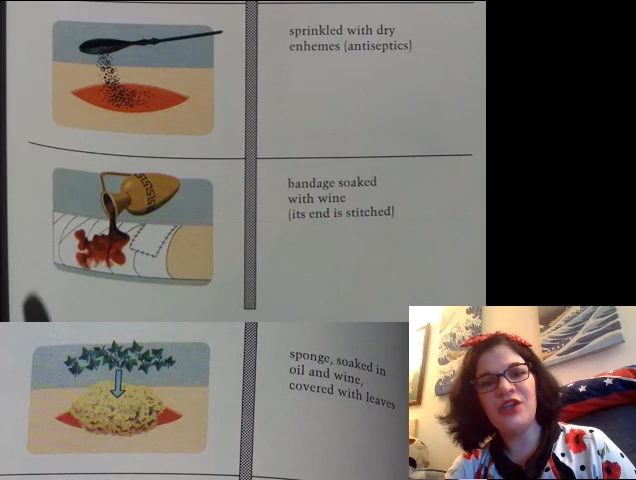 sprinkled with dry
enhemes (antiseptics)
bandage soaked
with wine
(its end is stitched)
sponge, soaked in
oil and wine,
covered with leaves